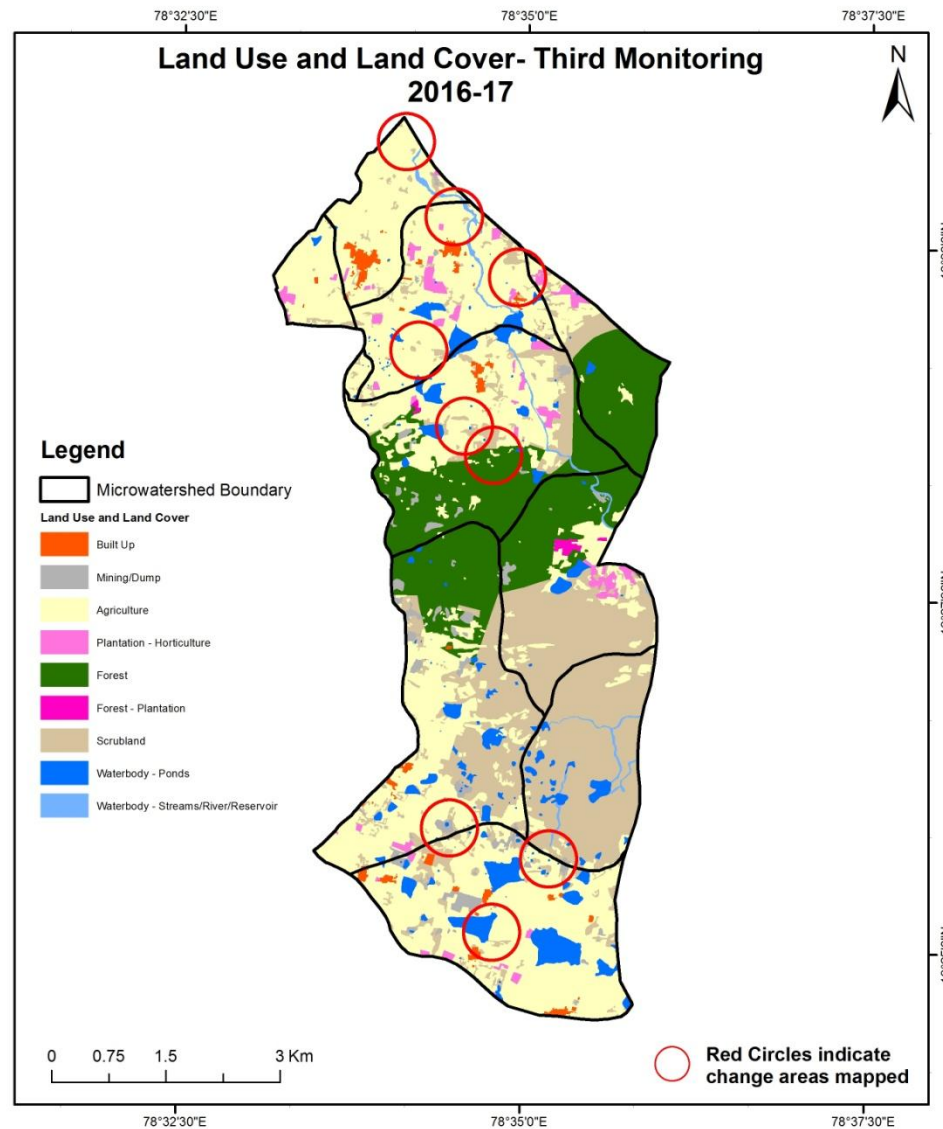 78°32'30"E 78°35'0"E 78°37'30"E
Land Use and Land Cover- Third Monitoring
2016-17
N
Legend
Microwatershed Boundary
Land Use and Land Cover
Built Up
Mining/Dump
Agriculture
Plantation - Horticulture
Forest
Forest - Plantation
Scrubland
Waterbody - Ponds
Waterbody - Streams/River/Reservoir
0 0.75 1.5 3 Km
Red Circles indicate
change areas mapped
78°32'30"E 78°35'0"E 78°37'30"E